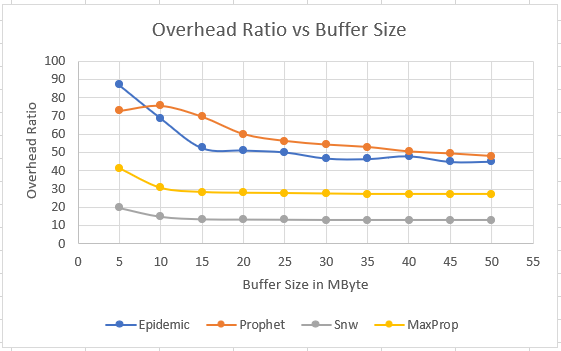 Overhead Ratio vs Buffer Size
Overhead Ratio
100
90
80
70
60
50
40
30
20
10
0
0 5 10 15 20 25 30 35 40 45 50 55
Buffer Size in MByte
Epidemic Prophet Snw MaxProp